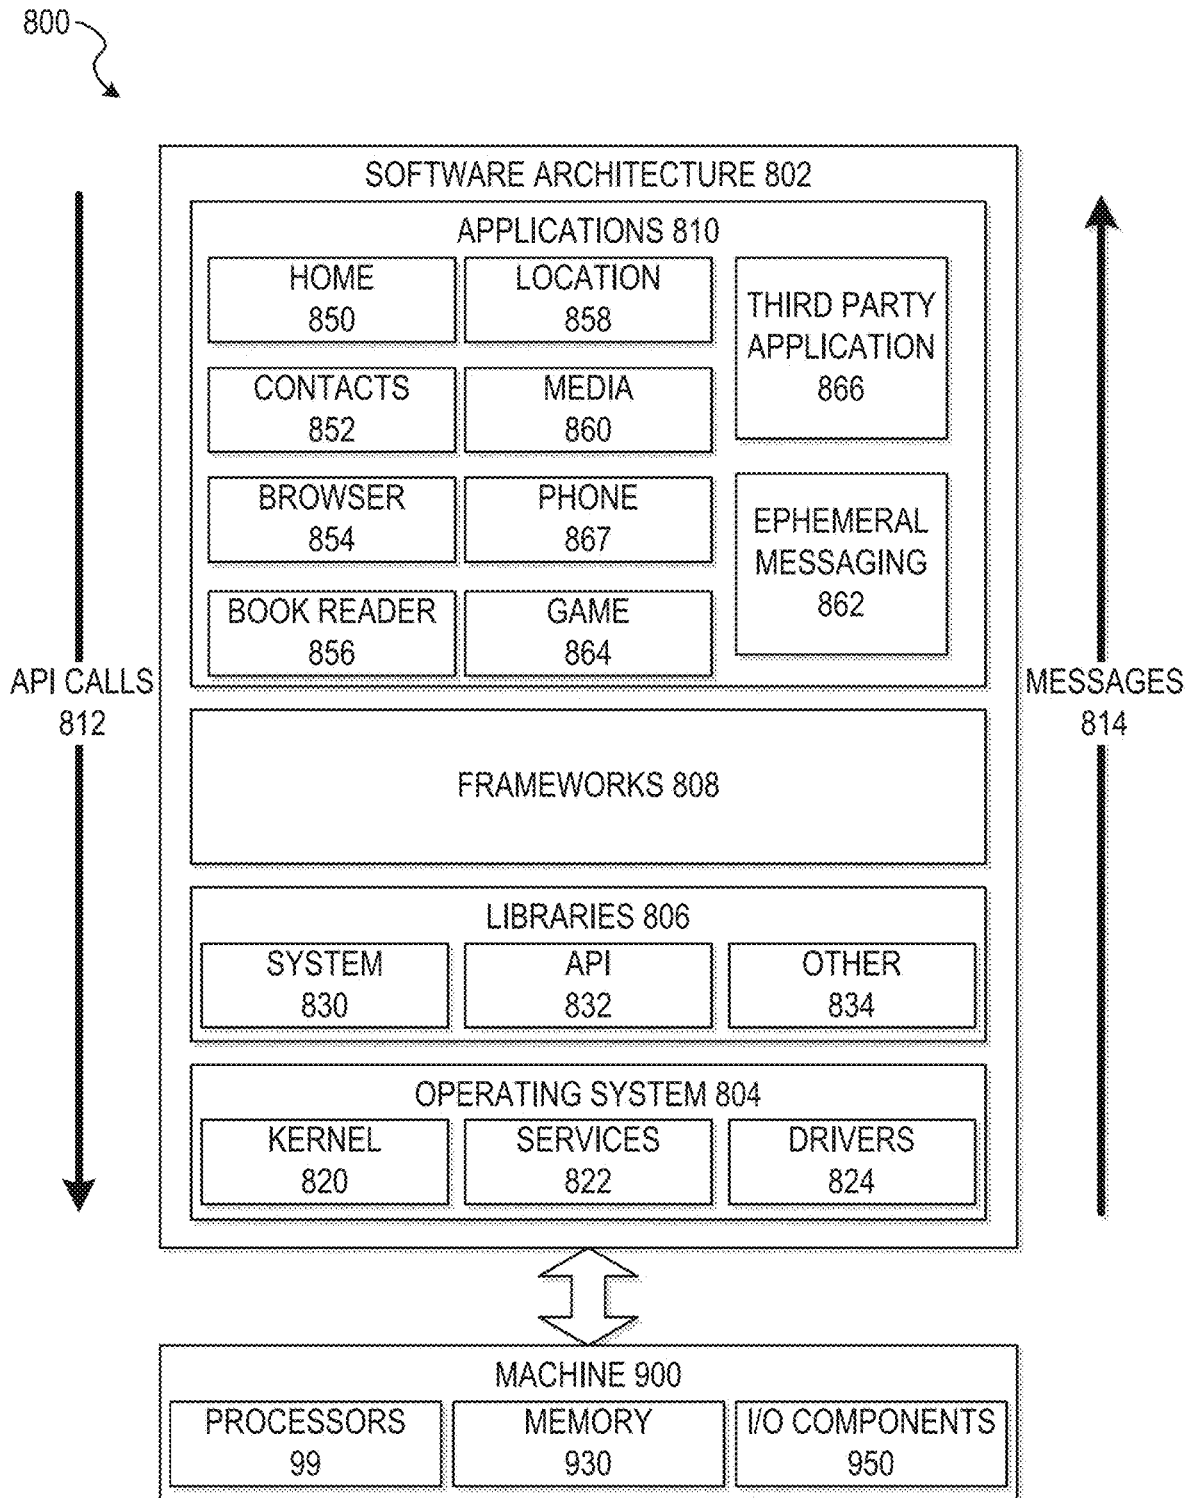 800
SOFTWARE ARCHITECTURE 802
APPLICATIONS 810
HOME
850
LOCATION
858
THIRD PARTY
APPLICATION
866
CONTACTS
852
MEDIA
860
BROWSER
854
PHONE
867
EPHEMERAL
MESSAGING
862
BOOK READER
856
GAME
864
API CALLS
812
MESSAGES
814
FRAMEWORKS 808
LIBRARIES 806
SYSTEM
830
API
832
OTHER
834
OPERATING SYSTEM 804
KERNEL
820
SERVICES
822
DRIVERS
824
MACHINE 900
PROCESSORS
99
MEMORY
930
I/O COMPONENTS
950